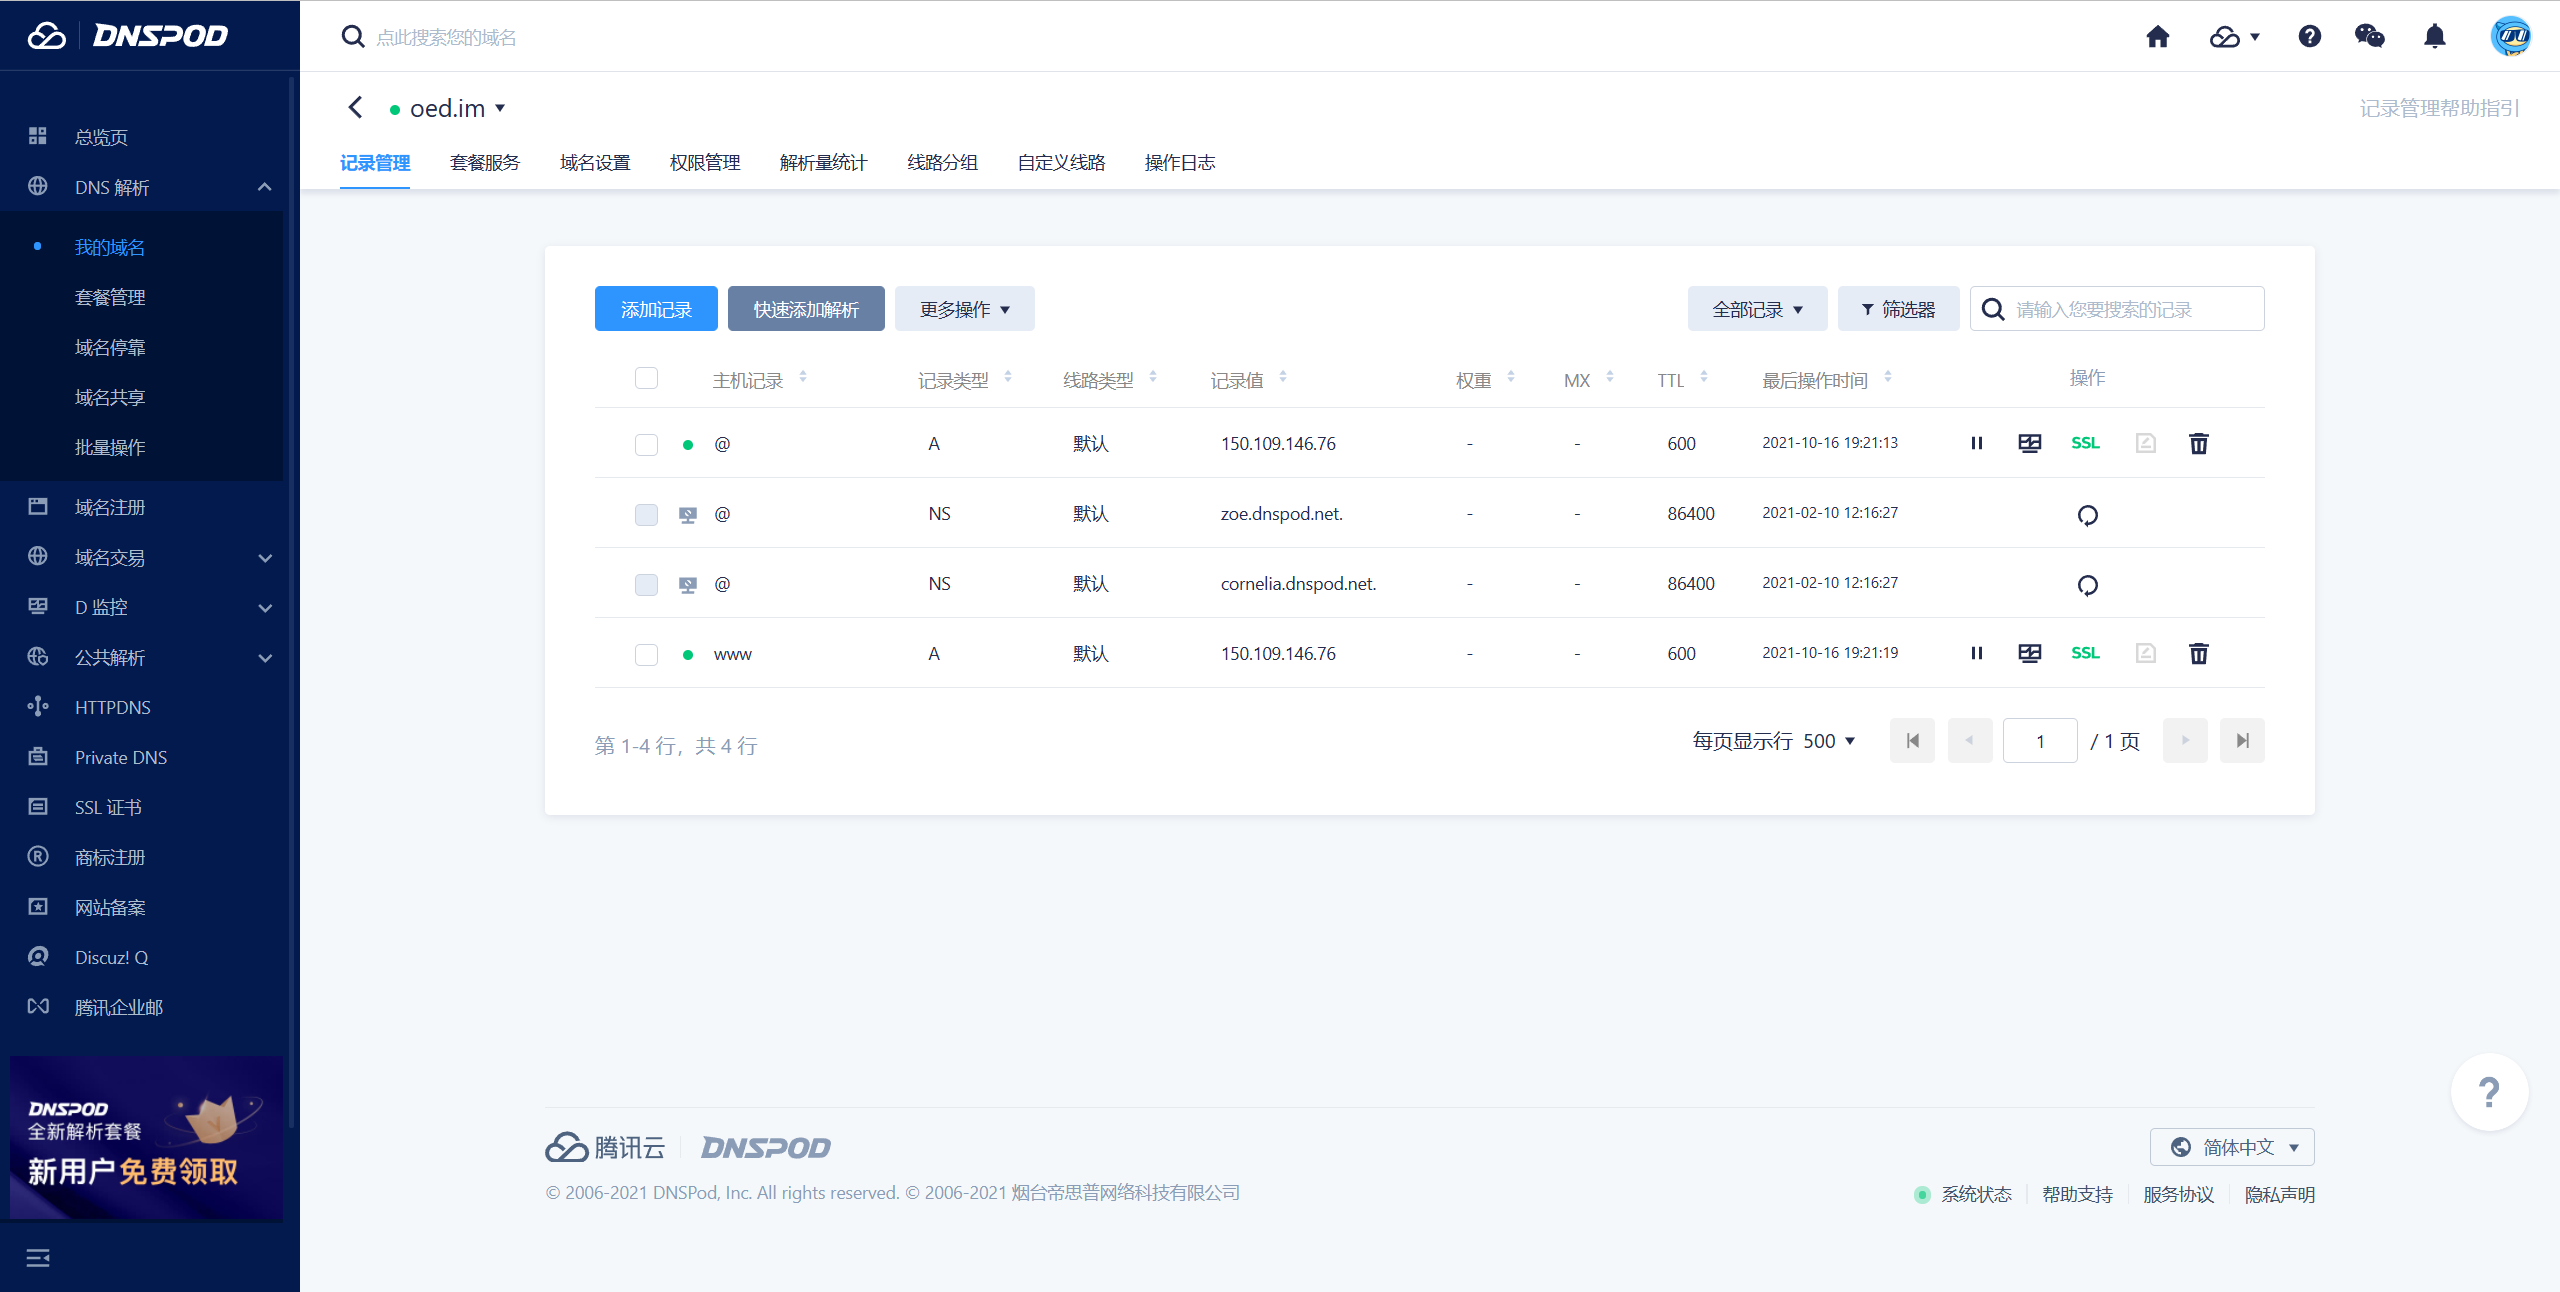 DNSPOD
点此搜索您的域名
oed.im
记录管理帮助指引
记录管理 套餐服务 域名设置 权限管理 解析量统计 线路分组 自定义线路 操作日志
总览页
DNS 解析
我的域名
套餐管理
域名停靠
域名共享
批量操作
域名注册
域名交易
D 监控
公共解析
HTTPDNS
Private DNS
SSL 证书
商标注册
网站备案
Discuz! Q
腾讯企业邮
DNSPOD
全新解析套餐
新用户免费领取
添加记录 快速添加解析 更多操作 全部记录 筛选器 请输入您要搜索的记录
主机记录 记录类型 线路类型 记录值 权重 MX TTL 最后操作时间 操作
@ A 默认 150.109.146.76 - - 600 2021-10-16 19:21:13 SSL
@ NS 默认 zoe.dnspod.net. - - 86400 2021-02-10 12:16:27
@ NS 默认 cornelia.dnspod.net. - - 86400 2021-02-10 12:16:27
www A 默认 150.109.146.76 - - 600 2021-10-16 19:21:19 SSL
第 1-4 行，共 4 行 每页显示行 500 1 / 1 页
腾讯云 DNSPOD
简体中文
© 2006-2021 DNSPod, Inc. All rights reserved. © 2006-2021 烟台帝思普网络科技有限公司
系统状态 帮助支持 服务协议 隐私声明